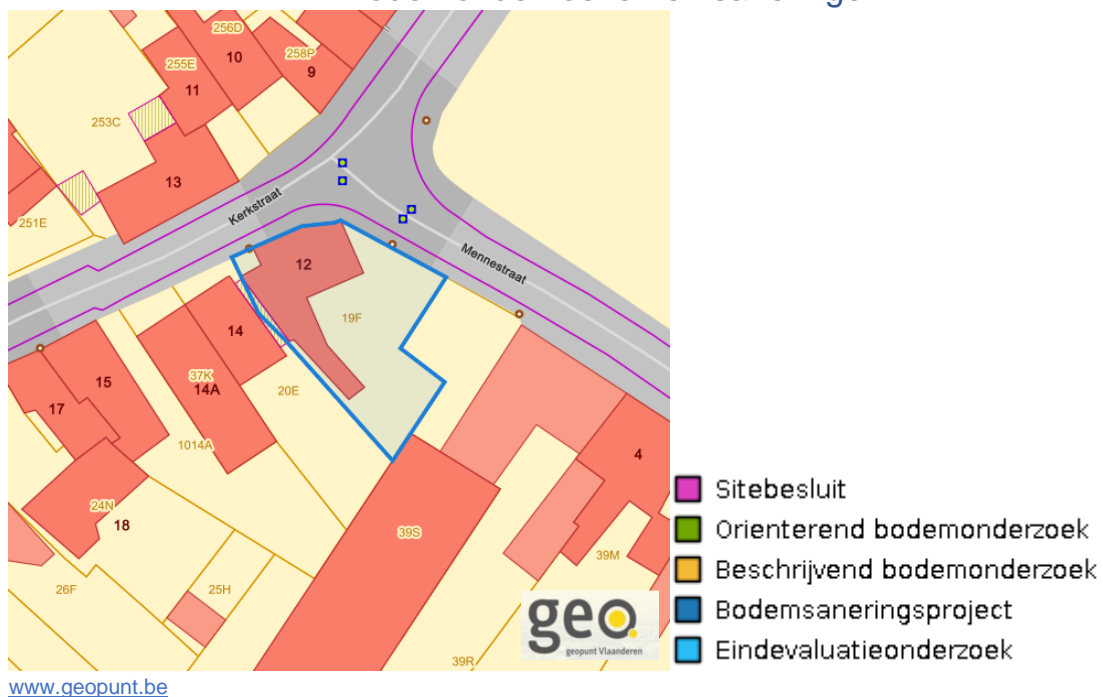 256D
10
258P
9
255E
11
253C
13
251E
Kerkstraat
Mennestraat
12
19F
14
15
37K
14A
20E
17
1014A
4
24N
18
39S
39M
26F
25H
39R
geo.
geopunt Vlaanderen
Sitebesluit
Orienterend bodemonderzoek
Beschrijvend bodemonderzoek
Bodemsaneringsproject
Eindevaluatieonderzoek
www.geopunt.be